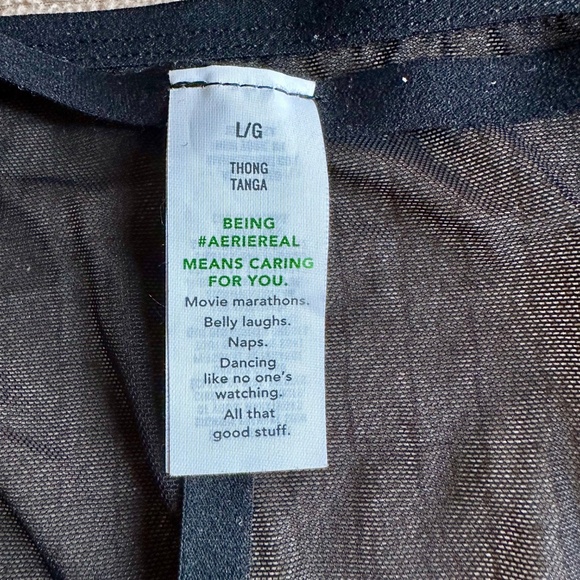 L/G
THONG
TANGA
BEING
#AERIEREAL
MEANS CARING
FOR YOU.
Movie marathons.
Belly laughs.
Naps.
Dancing
like no one's
watching.
All that
good stuff.